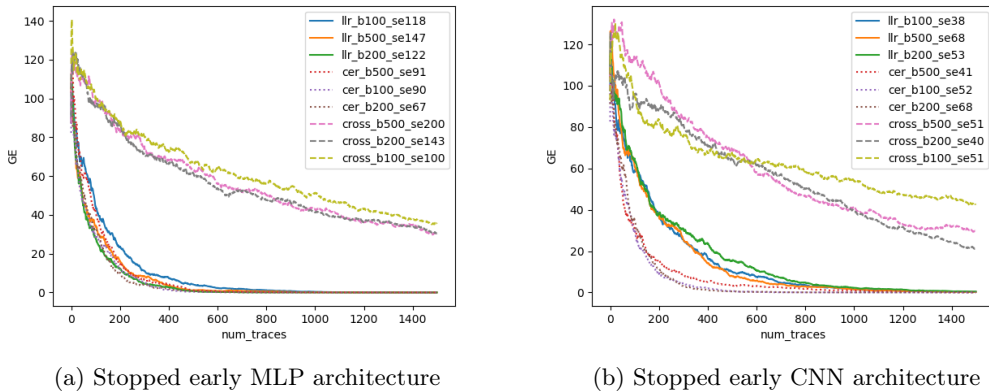 140
120
100
80
60
40
20
0
GE
0 200 400 600 800 1000 1200 1400
num_traces
llr_b100_se118
llr_b500_se147
llr_b200_se122
cer_b500_se91
cer_b100_se90
cer_b200_se67
cross_b500_se200
cross_b200_se143
cross_b100_se100
(a) Stopped early MLP architecture
120
100
80
60
40
20
0
GE
0 200 400 600 800 1000 1200 1400
num_traces
llr_b100_se38
llr_b500_se68
llr_b200_se53
cer_b500_se41
cer_b100_se52
cer_b200_se68
cross_b500_se51
cross_b200_se40
cross_b100_se51
(b) Stopped early CNN architecture